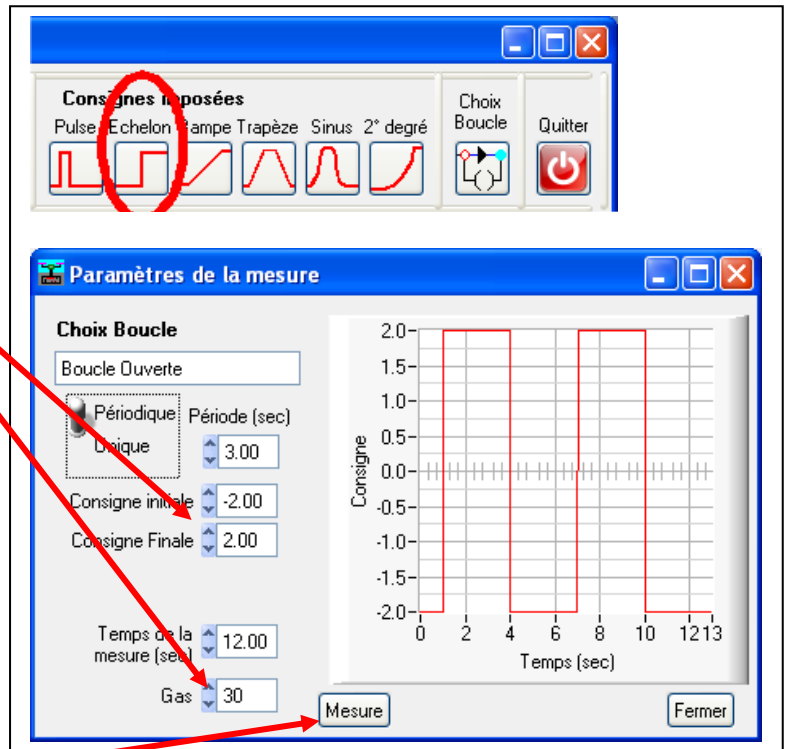 Consignes imposées
Pulse Echelon Rampe Trapèze Sinus 2° degré
Choix
Boucle
Quitter
Paramètres de la mesure
Choix Boucle
Boucle Ouverte
Périodique
Unique
Période (sec)
3.00
Consigne initiale -2.00
Consigne Finale 2.00
Temps de la
mesure (sec)
12.00
Gas 30
Consigne
2.0
1.5
1.0
0.5
0.0
-0.5
-1.0
-1.5
-2.0
0 2 4 6 8 10 1213
Temps (sec)
Mesure
Fermer